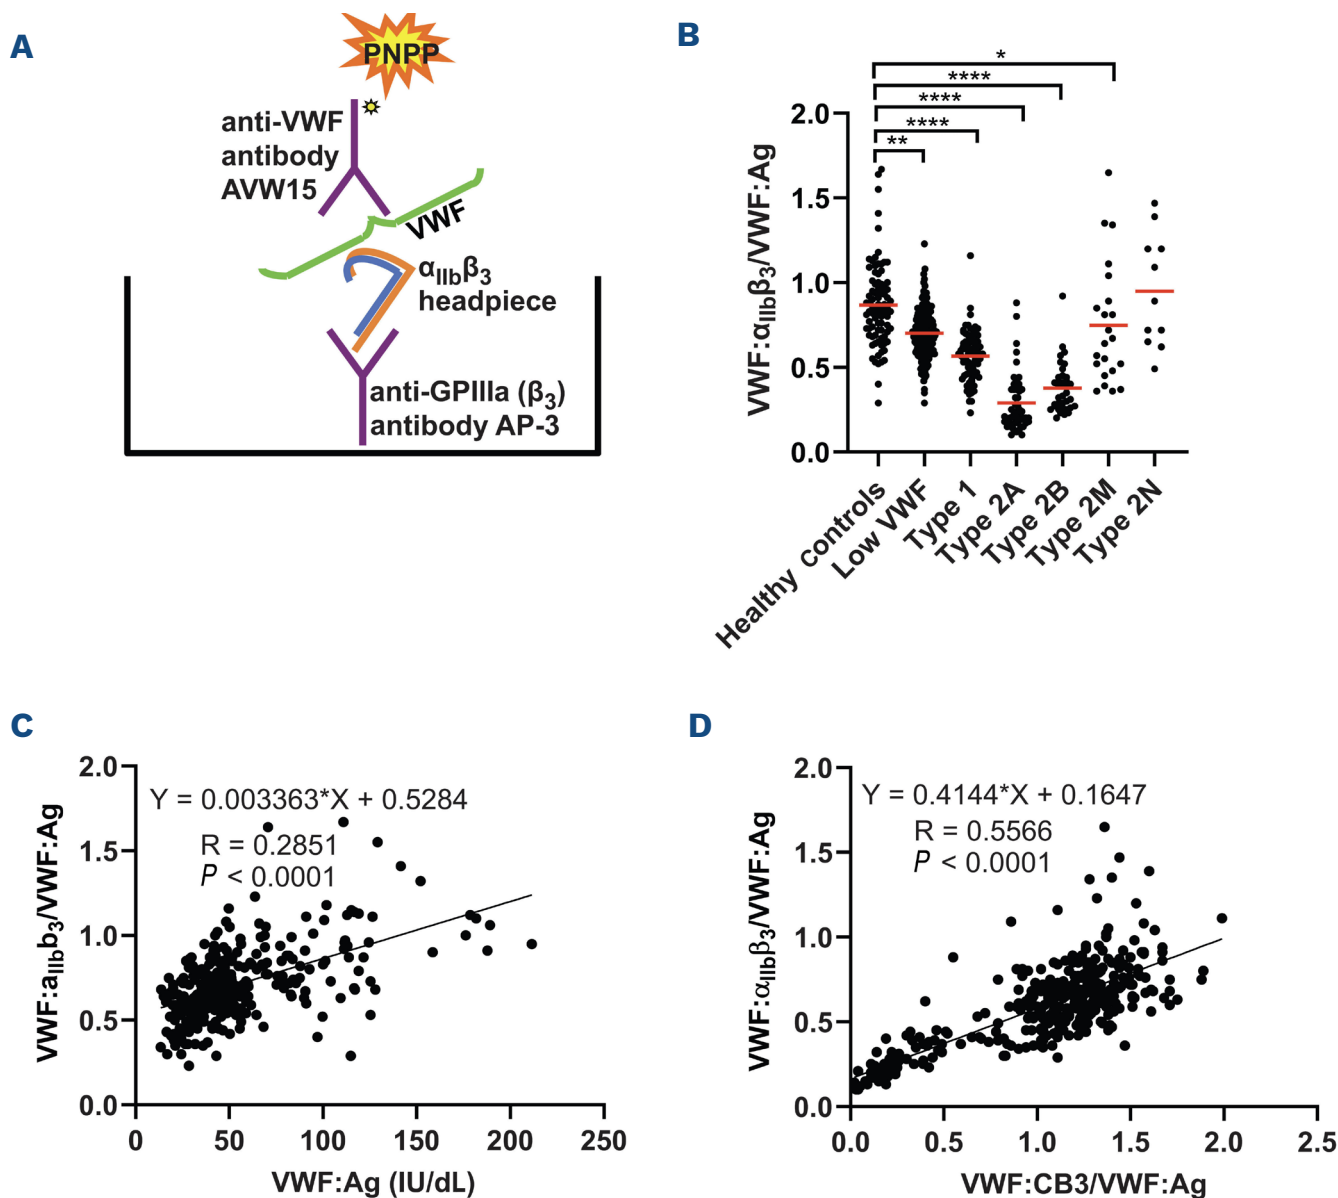 A
PNPP
anti-VWF
antibody
AVW15
VWF
αIIbβ3
headpiece
anti-GPIIIa (β3)
antibody AP-3
B
*
****
****
****
**
VWF:αIIbβ3/VWF:Ag
2.0
1.5
1.0
0.5
0.0
Healthy controls
Low VWF
Type 1
Type 2A
Type 2B
Type 2M
Type 2N
C
VWF:aIIbb3/VWF:Ag
2.0
1.5
1.0
0.5
0.0
Y = 0.003363*X + 0.5284
R = 0.2851
P < 0.0001
0 50 100 150 200 250
VWF:Ag (IU/dL)
D
VWF:αIIbβ3/VWF:Ag
2.0
1.5
1.0
0.5
0.0
Y = 0.4144*X + 0.1647
R = 0.5566
P < 0.0001
0.0 0.5 1.0 1.5 2.0 2.5
VWF:CB3/VWF:Ag